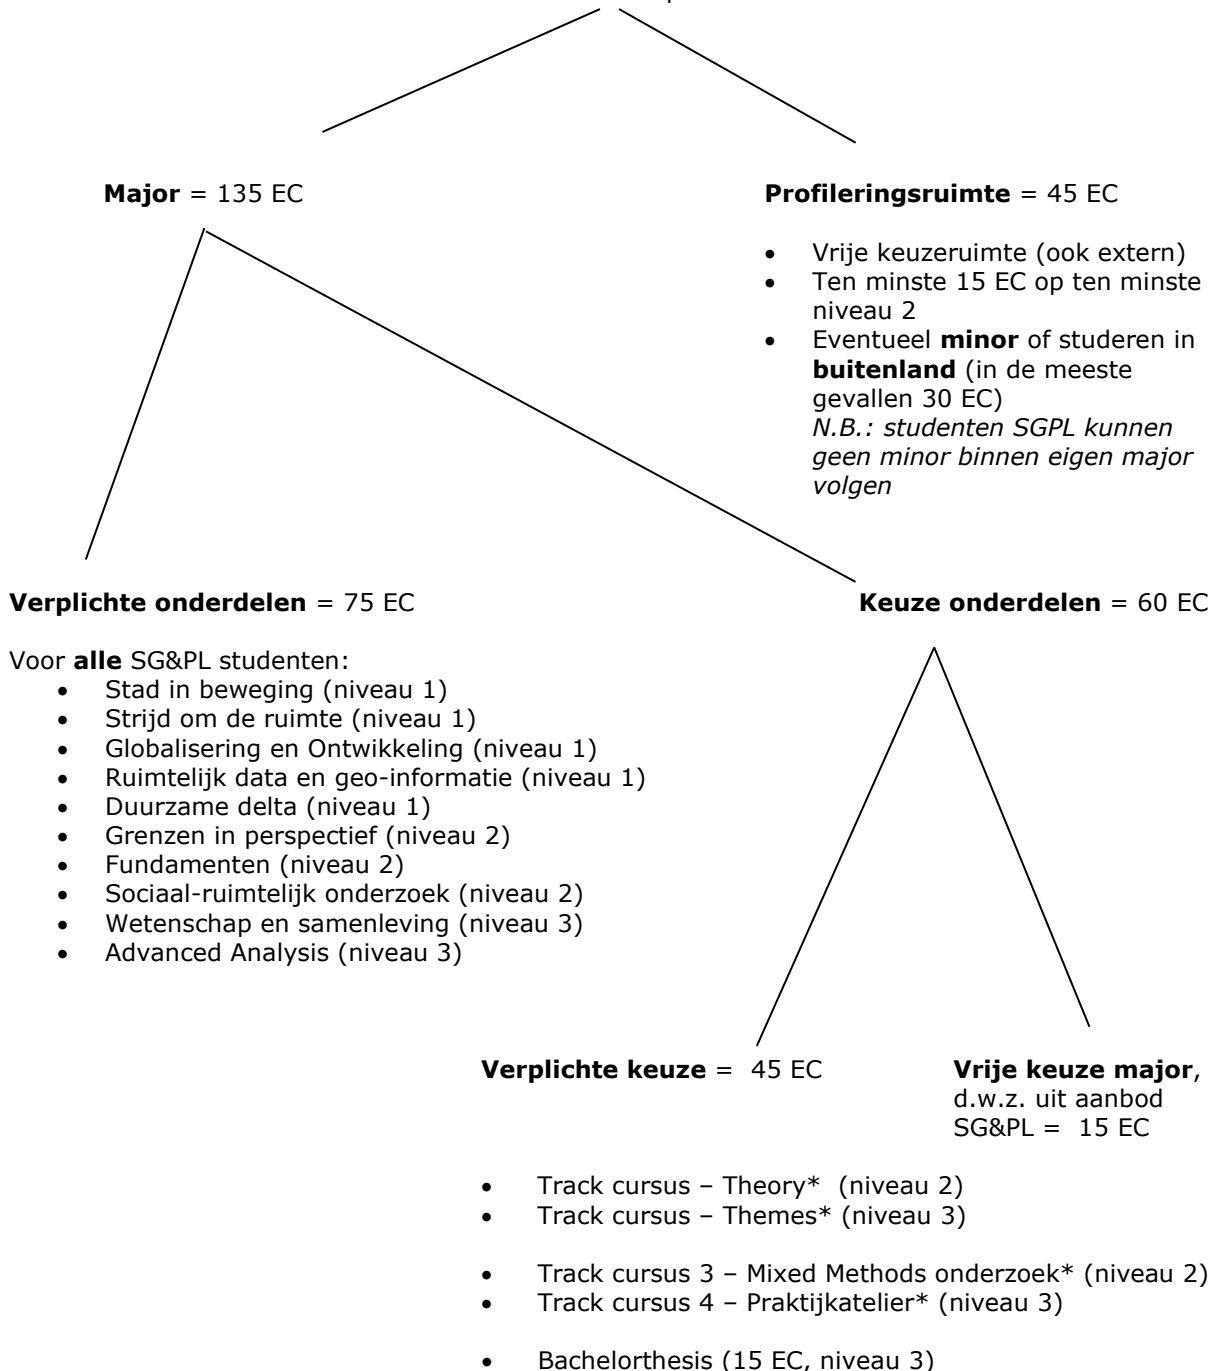 Major = 135 EC
Profileringsruimte = 45 EC
• Vrije keuzeruimte (ook extern)
• Ten minste 15 EC op ten minste
niveau 2
• Eventueel minor of studeren in
buitenland (in de meeste
gevallen 30 EC)
N.B.: studenten SGPL kunnen
geen minor binnen eigen major
volgen
Verplichte onderdelen = 75 EC
Voor alle SG&PL studenten:
• Stad in beweging (niveau 1)
• Strijd om de ruimte (niveau 1)
• Globalisering en Ontwikkeling (niveau 1)
• Ruimtelijk data en geo-informatie (niveau 1)
• Duurzame delta (niveau 1)
• Grenzen in perspectief (niveau 2)
• Fundamenten (niveau 2)
• Sociaal-ruimtelijk onderzoek (niveau 2)
• Wetenschap en samenleving (niveau 3)
• Advanced Analysis (niveau 3)
Keuze onderdelen = 60 EC
Verplichte keuze = 45 EC
• Track cursus – Theory* (niveau 2)
• Track cursus – Themes* (niveau 3)
• Track cursus 3 – Mixed Methods onderzoek* (niveau 2)
• Track cursus 4 – Praktijkatelier* (niveau 3)
• Bachelorthesis (15 EC, niveau 3)
Vrije keuze major,
d.w.z. uit aanbod
SG&PL = 15 EC